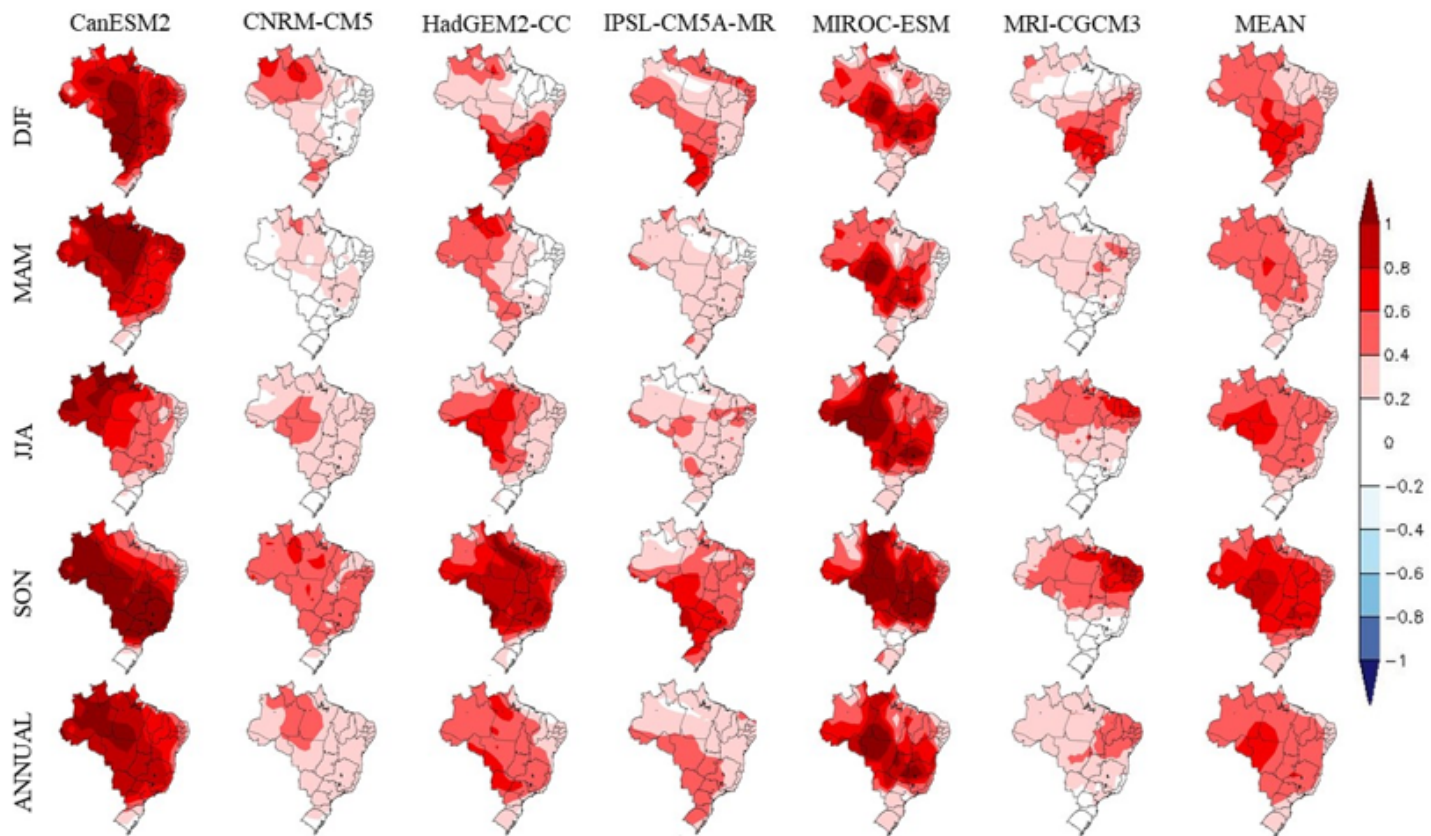 CanESM2 CNRM-CM5 HadGEM2-CC IPSL-CM5A-MR MIROC-ESM MRI-CGCM3 MEAN
DJF
MAM
JJA
SON
ANNUAL
1
0.8
0.6
0.4
0.2
0
-0.2
-0.4
-0.6
-0.8
-1